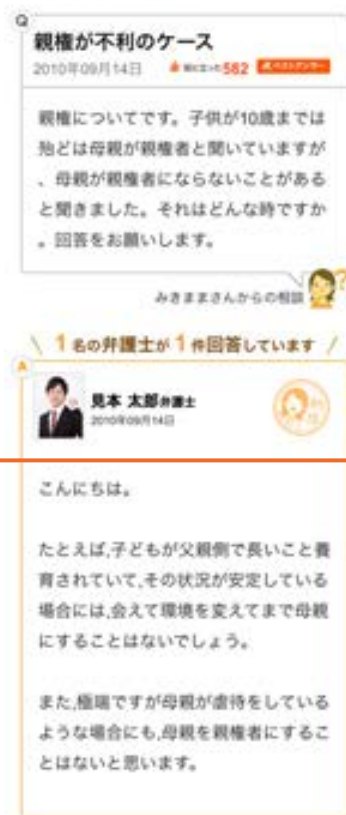 Q
親権が不利のケース
2010年09月14日 582 ベストアンサー
親権についてです。子供が10歳までは
殆どは母親が親権者と聞いていますが
、母親が親権者にならないことがある
と聞きました。それはどんな時ですか
。回答をお願いします。
みきままさんからの相談
1名の弁護士が1件回答しています
A
見本 太郎弁護士
2010年09月14日
こんにちは。
たとえば,子どもが父親側で長いこと養
育されていて,その状況が安定している
場合には,会えて環境を変えてまで母親
にすることはないでしょう。
また,極端ですが母親が虐待をしている
ような場合にも,母親を親権者にするこ
とはないと思います。